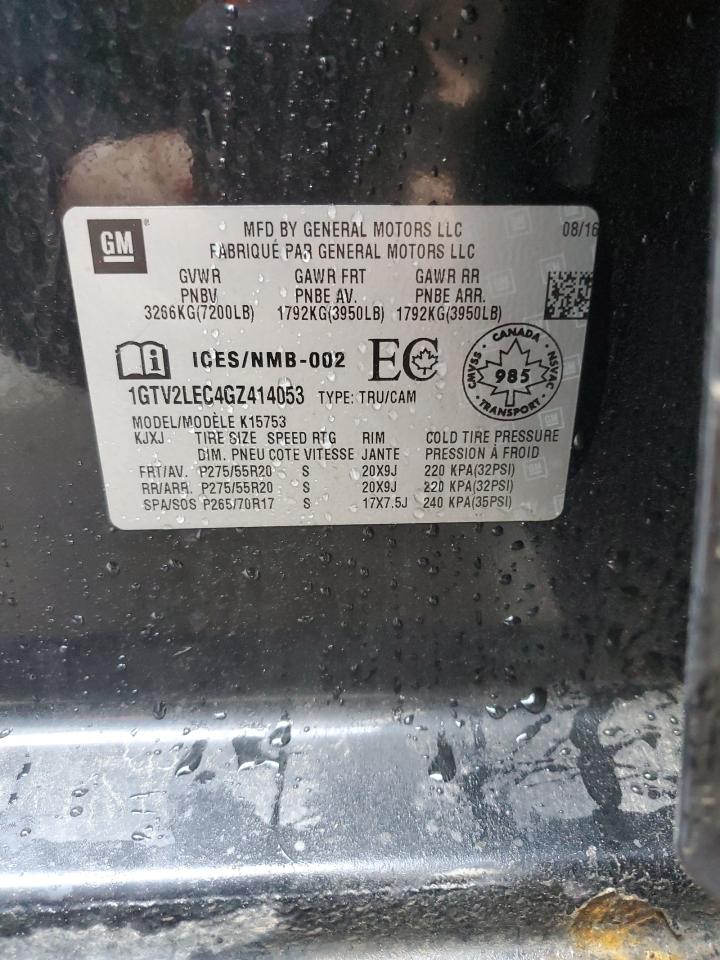 GM
MFD BY GENERAL MOTORS LLC 08/16
FABRIQUÉ PAR GENERAL MOTORS LLC
GVWR GAWR FRT GAWR RR
PNBV PNBE AV. PNBE ARR.
3266KG(7200LB) 1792KG(3950LB) 1792KG(3950LB)
ICES/NMB-002 EC
CANADA
CMVSS 985 NSVAC
TRANSPORT
1GTV2LEC4GZ414053 TYPE: TRU/CAM
MODEL/MODÈLE K15753
KJXJ TIRE SIZE SPEED RTG RIM COLD TIRE PRESSURE
DIM. PNEU COTE VITESSE JANTE PRESSION À FROID
FRT/AV. P275/55R20 S 20X9J 220 KPA(32PSI)
RR/ARR. P275/55R20 S 20X9J 220 KPA(32PSI)
SPA/SOS P265/70R17 S 17X7.5J 240 KPA(35PSI)